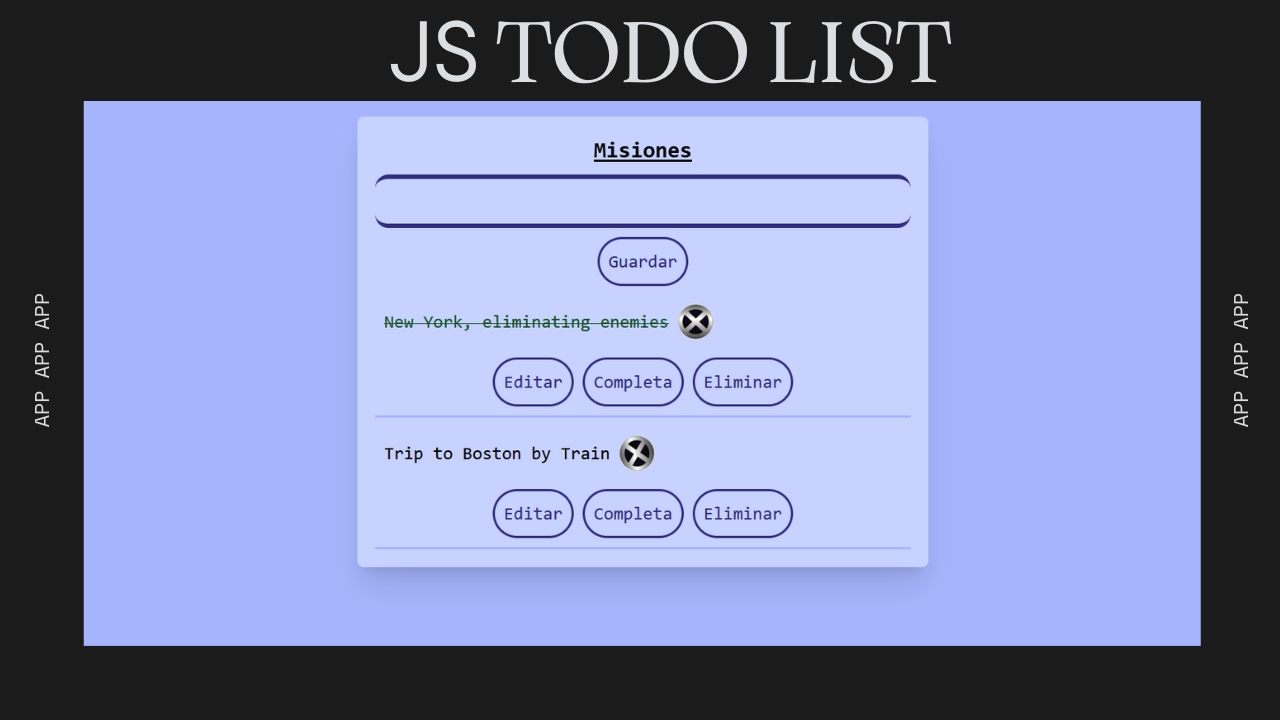 JS TODO LIST
APP APP APP
Misiones
Guardar
New York, eliminating enemies
Editar Completa Eliminar
Trip to Boston by Train
Editar Completa Eliminar
APP APP APP